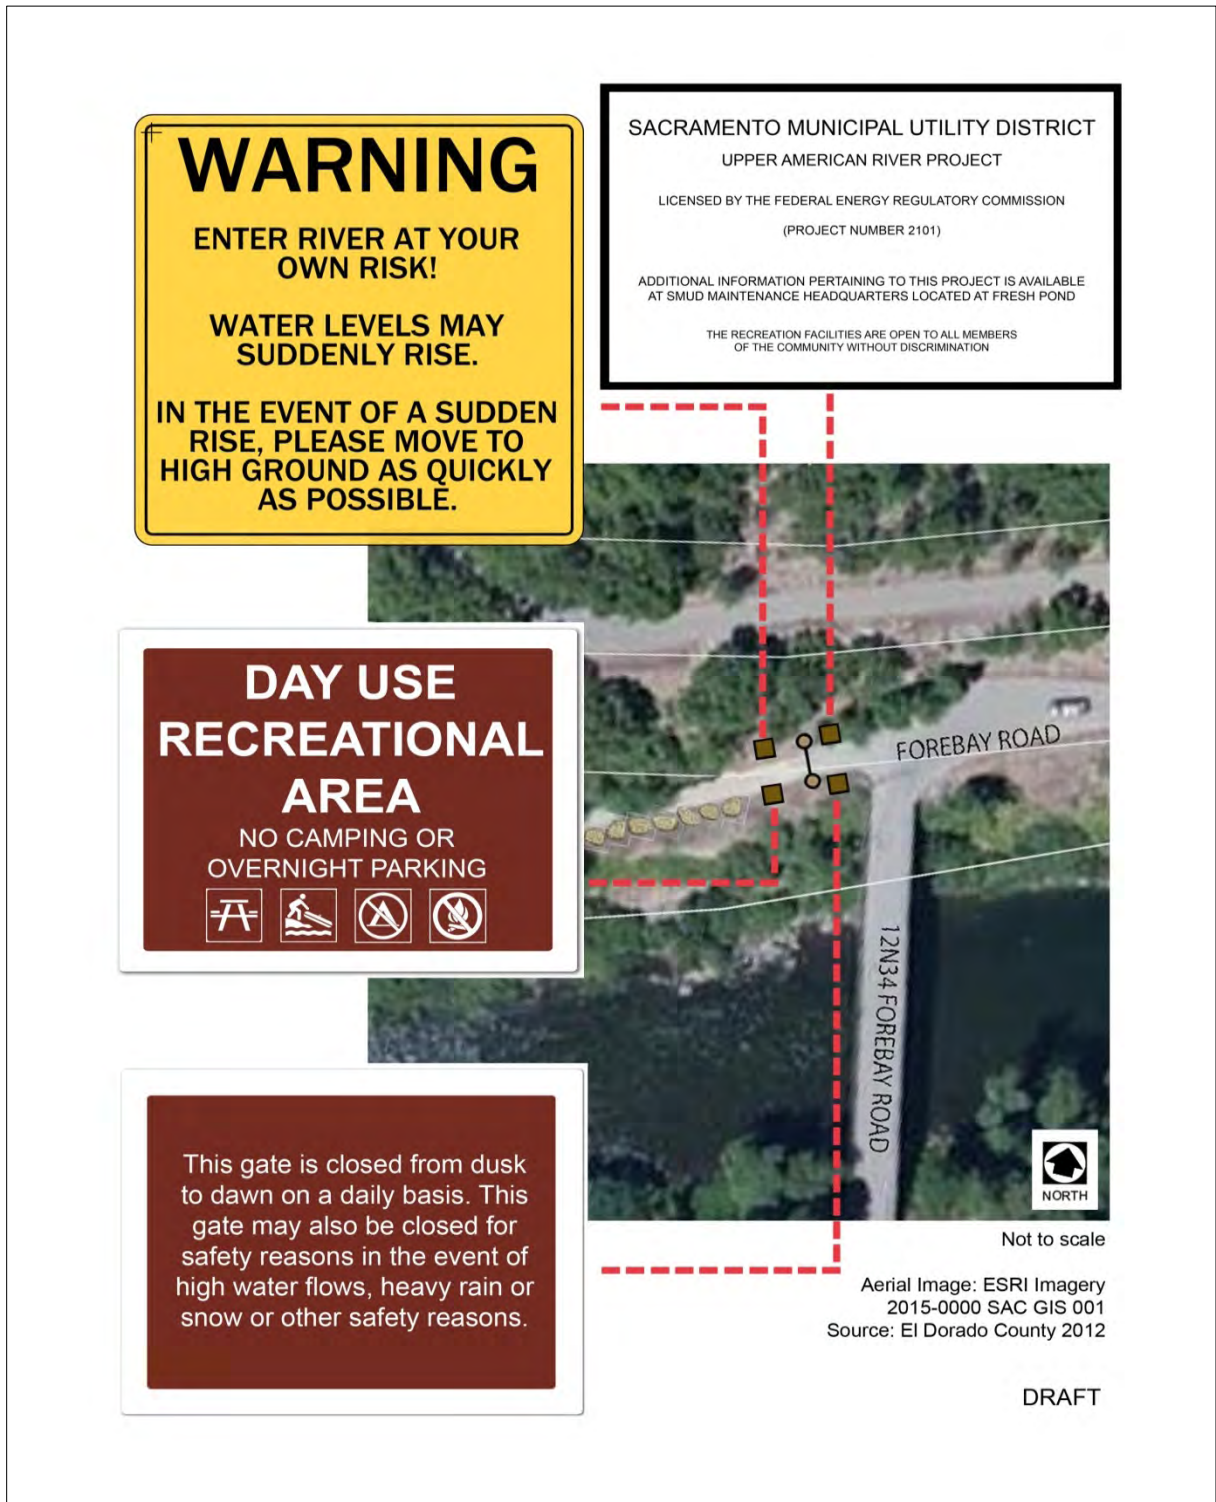 WARNING
ENTER RIVER AT YOUR
OWN RISK!
WATER LEVELS MAY
SUDDENLY RISE.
IN THE EVENT OF A SUDDEN
RISE, PLEASE MOVE TO
HIGH GROUND AS QUICKLY
AS POSSIBLE.
SACRAMENTO MUNICIPAL UTILITY DISTRICT
UPPER AMERICAN RIVER PROJECT
LICENSED BY THE FEDERAL ENERGY REGULATORY COMMISSION
(PROJECT NUMBER 2101)
ADDITIONAL INFORMATION PERTAINING TO THIS PROJECT IS AVAILABLE
AT SMUD MAINTENANCE HEADQUARTERS LOCATED AT FRESH POND
THE RECREATION FACILITIES ARE OPEN TO ALL MEMBERS
OF THE COMMUNITY WITHOUT DISCRIMINATION
DAY USE
RECREATIONAL
AREA
NO CAMPING OR
OVERNIGHT PARKING
FOREBAY ROAD
12N34 FOREBAY ROAD
NORTH
This gate is closed from dusk
to dawn on a daily basis. This
gate may also be closed for
safety reasons in the event of
high water flows, heavy rain or
snow or other safety reasons.
Not to scale
Aerial Image: ESRI Imagery
2015-0000 SAC GIS 001
Source: El Dorado County 2012
DRAFT